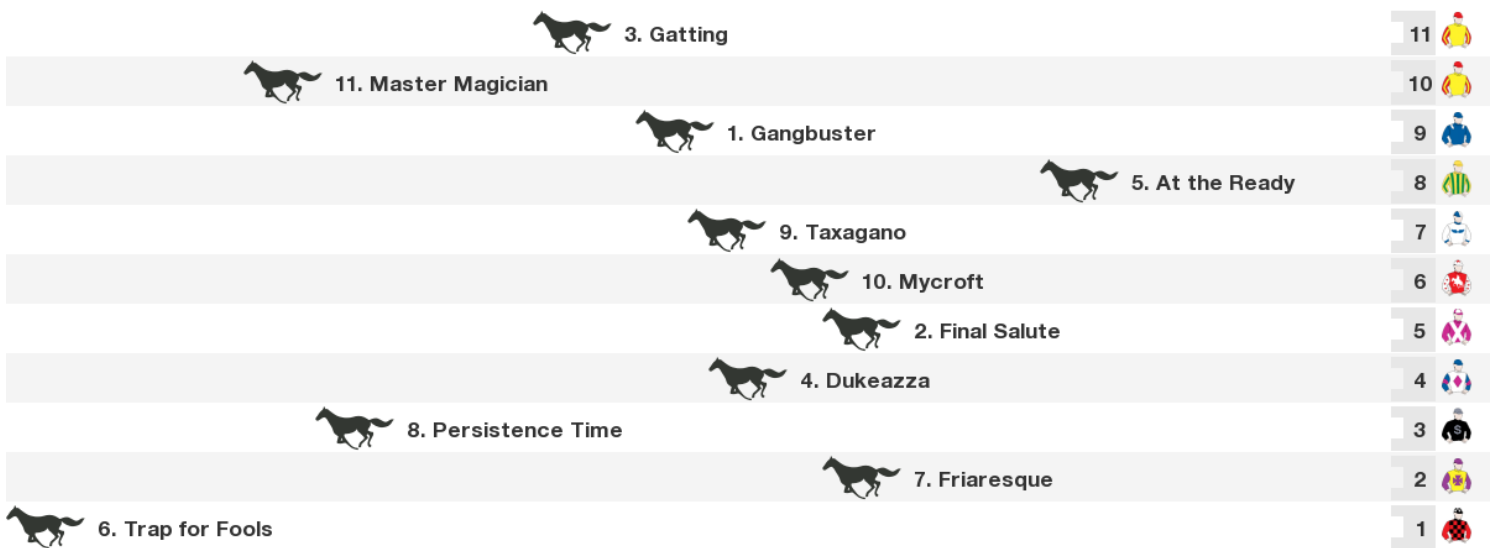 3. Gatting 11
11. Master Magician 10
1. Gangbuster 9
5. At the Ready 8
9. Taxagano 7
10. Mycroft 6
2. Final Salute 5
4. Dukeazza 4
8. Persistence Time 3 S
7. Friaresque 2
6. Trap for Fools 1